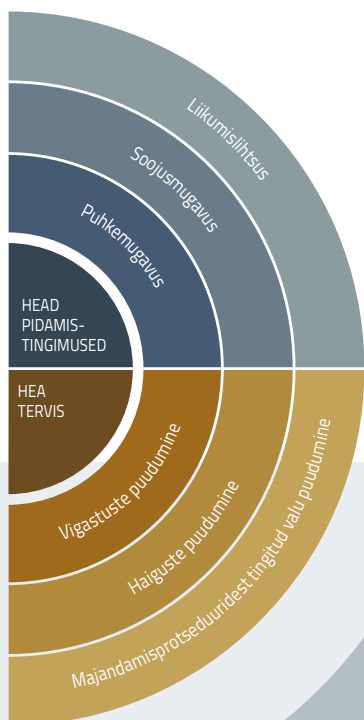 Liikumislihtsus
Soojusmugavus
Puhkemugavus
HEAD
PIDAMIS-
TINGIMUSED
HEA
TERVIS
Vigastuste puudumine
Haiguste puudumine
Majandamisprotseduuridest tingitud valu puudumine